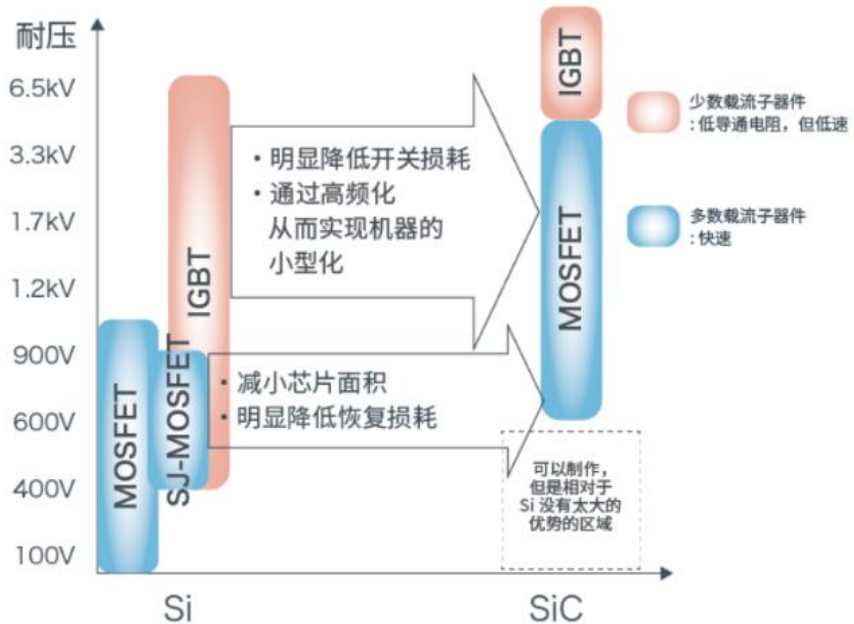 耐压
6.5kV
3.3kV
1.7kV
1.2kV
900V
600V
400V
100V
MOSFET
SJ-MOSFET
IGBT
・明显降低开关损耗
・通过高频化
从而实现机器的
小型化
・减小芯片面积
・明显降低恢复损耗
IGBT
MOSFET
可以制作，
但是相对于
Si 没有太大的
优势的区域
少数载流子器件
: 低导通电阻，但低速
多数载流子器件
: 快速
Si
SiC